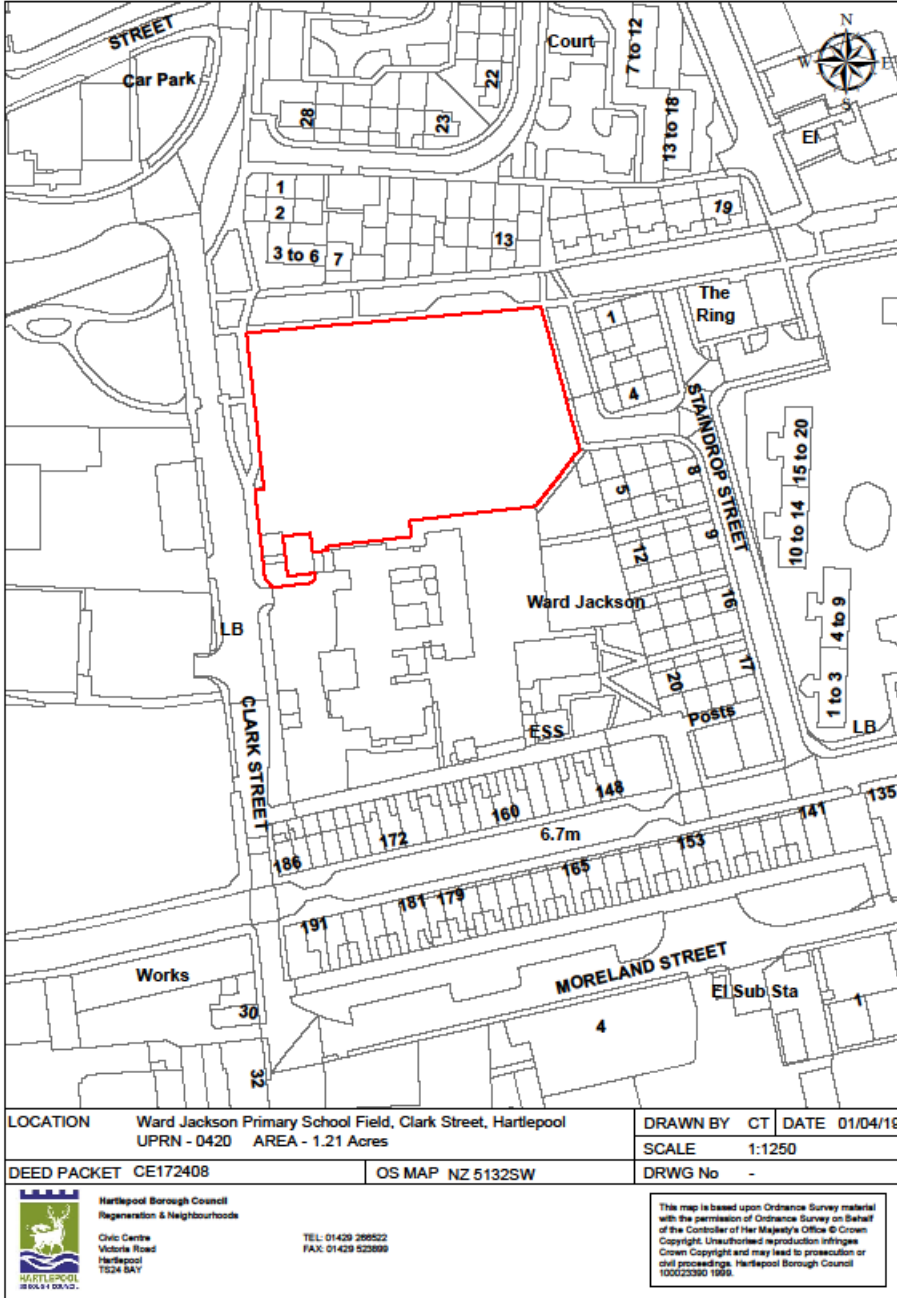 STREET
Court
7 to 12
N
Car Park
22
W
E
28
23
13 to 18
S
El
1
2
19
3 to 6
7
13
The
Ring
1
4
STAINDROP STREET
15 to 20
8
5
10 to 14
9
12
Ward Jackson
16
4 to 9
LB
17
20
1 to 3
CLARK STREET
Posts
ESS
LB
148
135
160
141
172
6.7m
153
186
165
181
179
191
MORELAND STREET
Works
El Sub Sta
30
4
1
32
LOCATION Ward Jackson Primary School Field, Clark Street, Hartlepool
UPRN - 0420 AREA - 1.21 Acres
DRAWN BY CT DATE 01/04/19
SCALE 1:1250
DEED PACKET CE172408 OS MAP NZ 5132SW DRWG No -
Hartlepool Borough Council
Regeneration & Neighbourhoods
Civic Centre
Victoria Road
Hartlepool
TS24 8AY
TEL: 01429 266522
FAX: 01429 523899
HARTLEPOOL
BOROUGH COUNCIL
This map is based upon Ordnance Survey material
with the permission of Ordnance Survey on Behalf
of the Controller of Her Majesty's Office © Crown
Copyright. Unauthorised reproduction infringes
Crown Copyright and may lead to prosecution or
civil proceedings. Hartlepool Borough Council
100023390 1999.